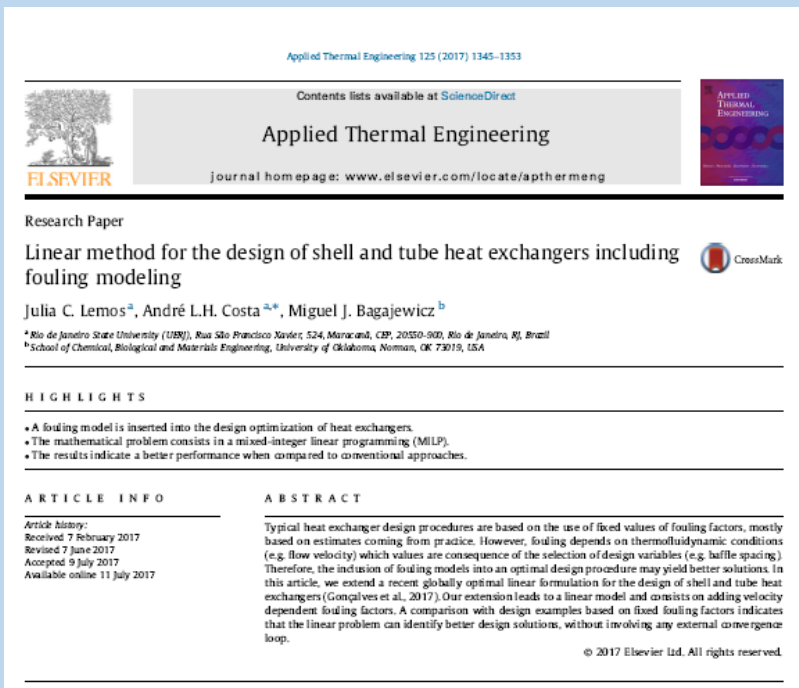 Applied Thermal Engineering 125 (2017) 1345–1353
Contents lists available at ScienceDirect
Applied Thermal Engineering
journal homepage: www.elsevier.com/locate/apthermeng
ELSEVIER
APPLIED
THERMAL
ENGINEERING
Research Paper
Linear method for the design of shell and tube heat exchangers including
fouling modeling
CrossMark
Julia C. Lemos a, André L.H. Costa a,*, Miguel J. Bagajewicz b
a Rio de Janeiro State University (UERJ), Rua São Francisco Xavier, 524, Maracanã, CEP, 20550-900, Rio de Janeiro, RJ, Brazil
b School of Chemical, Biological and Materials Engineering, University of Oklahoma, Norman, OK 73019, USA
HIGHLIGHTS
• A fouling model is inserted into the design optimization of heat exchangers.
• The mathematical problem consists in a mixed-integer linear programming (MILP).
• The results indicate a better performance when compared to conventional approaches.
ARTICLE INFO
Article history:
Received 7 February 2017
Revised 7 June 2017
Accepted 9 July 2017
Available online 11 July 2017
ABSTRACT
Typical heat exchanger design procedures are based on the use of fixed values of fouling factors, mostly
based on estimates coming from practice. However, fouling depends on thermofluidynamic conditions
(e.g. flow velocity) which values are consequence of the selection of design variables (e.g. baffle spacing).
Therefore, the inclusion of fouling models into an optimal design procedure may yield better solutions. In
this article, we extend a recent globally optimal linear formulation for the design of shell and tube heat
exchangers (Gonçalves et al., 2017). Our extension leads to a linear model and consists on adding velocity
dependent fouling factors. A comparison with design examples based on fixed fouling factors indicates
that the linear problem can identify better design solutions, without involving any external convergence
loop.
© 2017 Elsevier Ltd. All rights reserved.